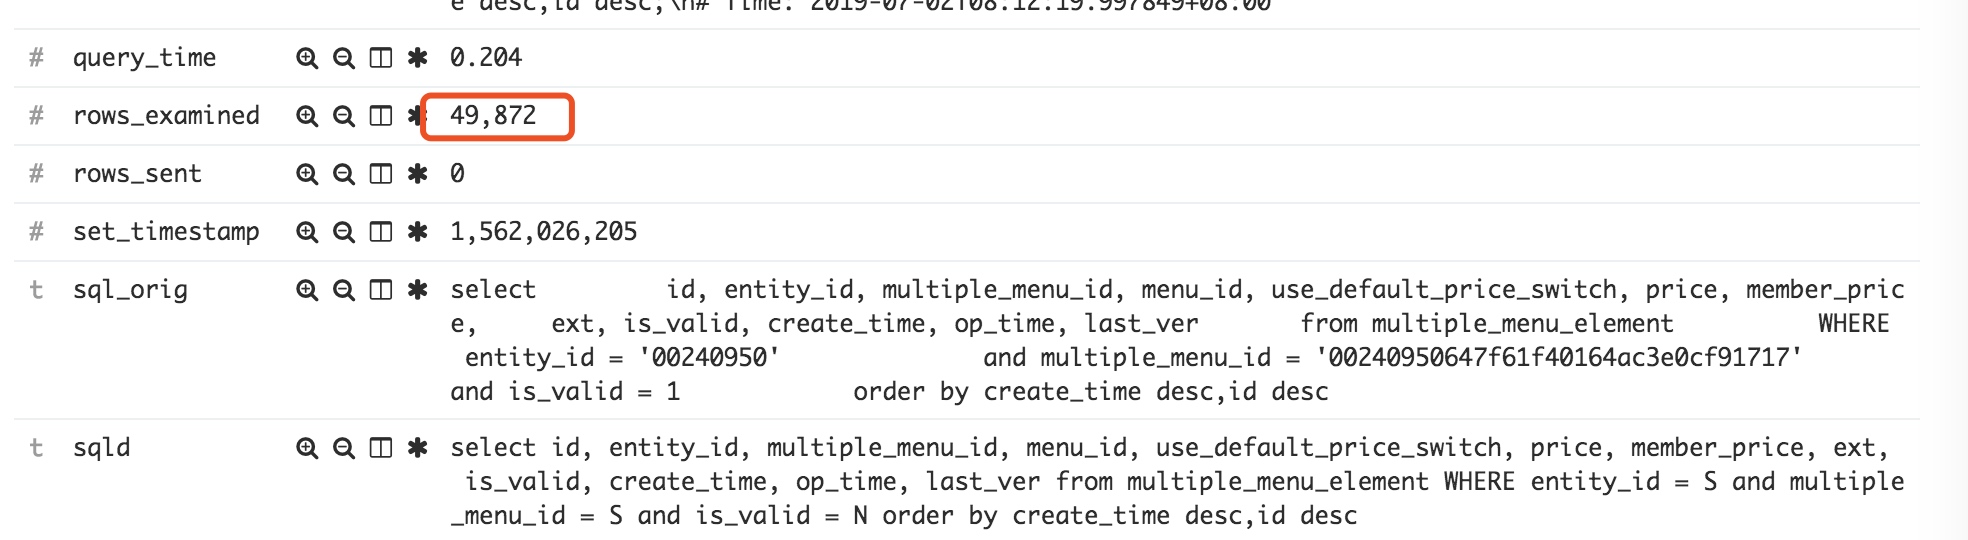 e desc,id desc;\n# Time: 2019-07-02T08:12:19.997849+08:00
# query_time 0.204
# rows_examined 49,872
# rows_sent 0
# set_timestamp 1,562,026,205
t sql_orig select id, entity_id, multiple_menu_id, menu_id, use_default_price_switch, price, member_pric
e, ext, is_valid, create_time, op_time, last_ver from multiple_menu_element WHERE
entity_id = '00240950' and multiple_menu_id = '00240950647f61f40164ac3e0cf91717'
and is_valid = 1 order by create_time desc,id desc
t sqld select id, entity_id, multiple_menu_id, menu_id, use_default_price_switch, price, member_price, ext,
is_valid, create_time, op_time, last_ver from multiple_menu_element WHERE entity_id = S and multiple
_menu_id = S and is_valid = N order by create_time desc,id desc